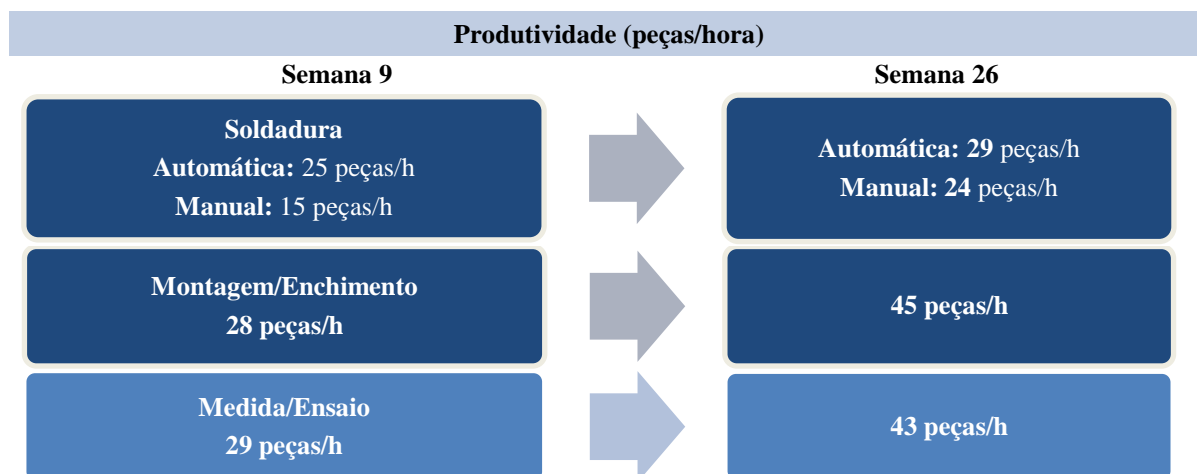 Produtividade (peças/hora)
Semana 9
Semana 26
Soldadura
Automática: 25 peças/h
Manual: 15 peças/h
Automática: 29 peças/h
Manual: 24 peças/h
Montagem/Enchimento
28 peças/h
45 peças/h
Medida/Ensaio
29 peças/h
43 peças/h